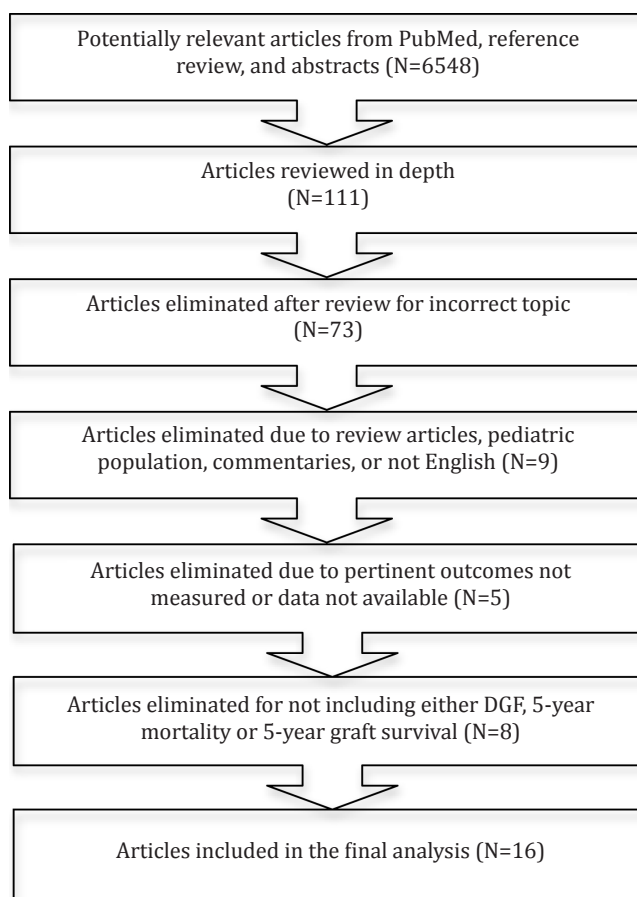 Potentially relevant articles from PubMed, reference
review, and abstracts (N=6548)
Articles reviewed in depth
(N=111)
Articles eliminated after review for incorrect topic
(N=73)
Articles eliminated due to review articles, pediatric
population, commentaries, or not English (N=9)
Articles eliminated due to pertinent outcomes not
measured or data not available (N=5)
Articles eliminated for not including either DGF, 5-year
mortality or 5-year graft survival (N=8)
Articles included in the final analysis (N=16)